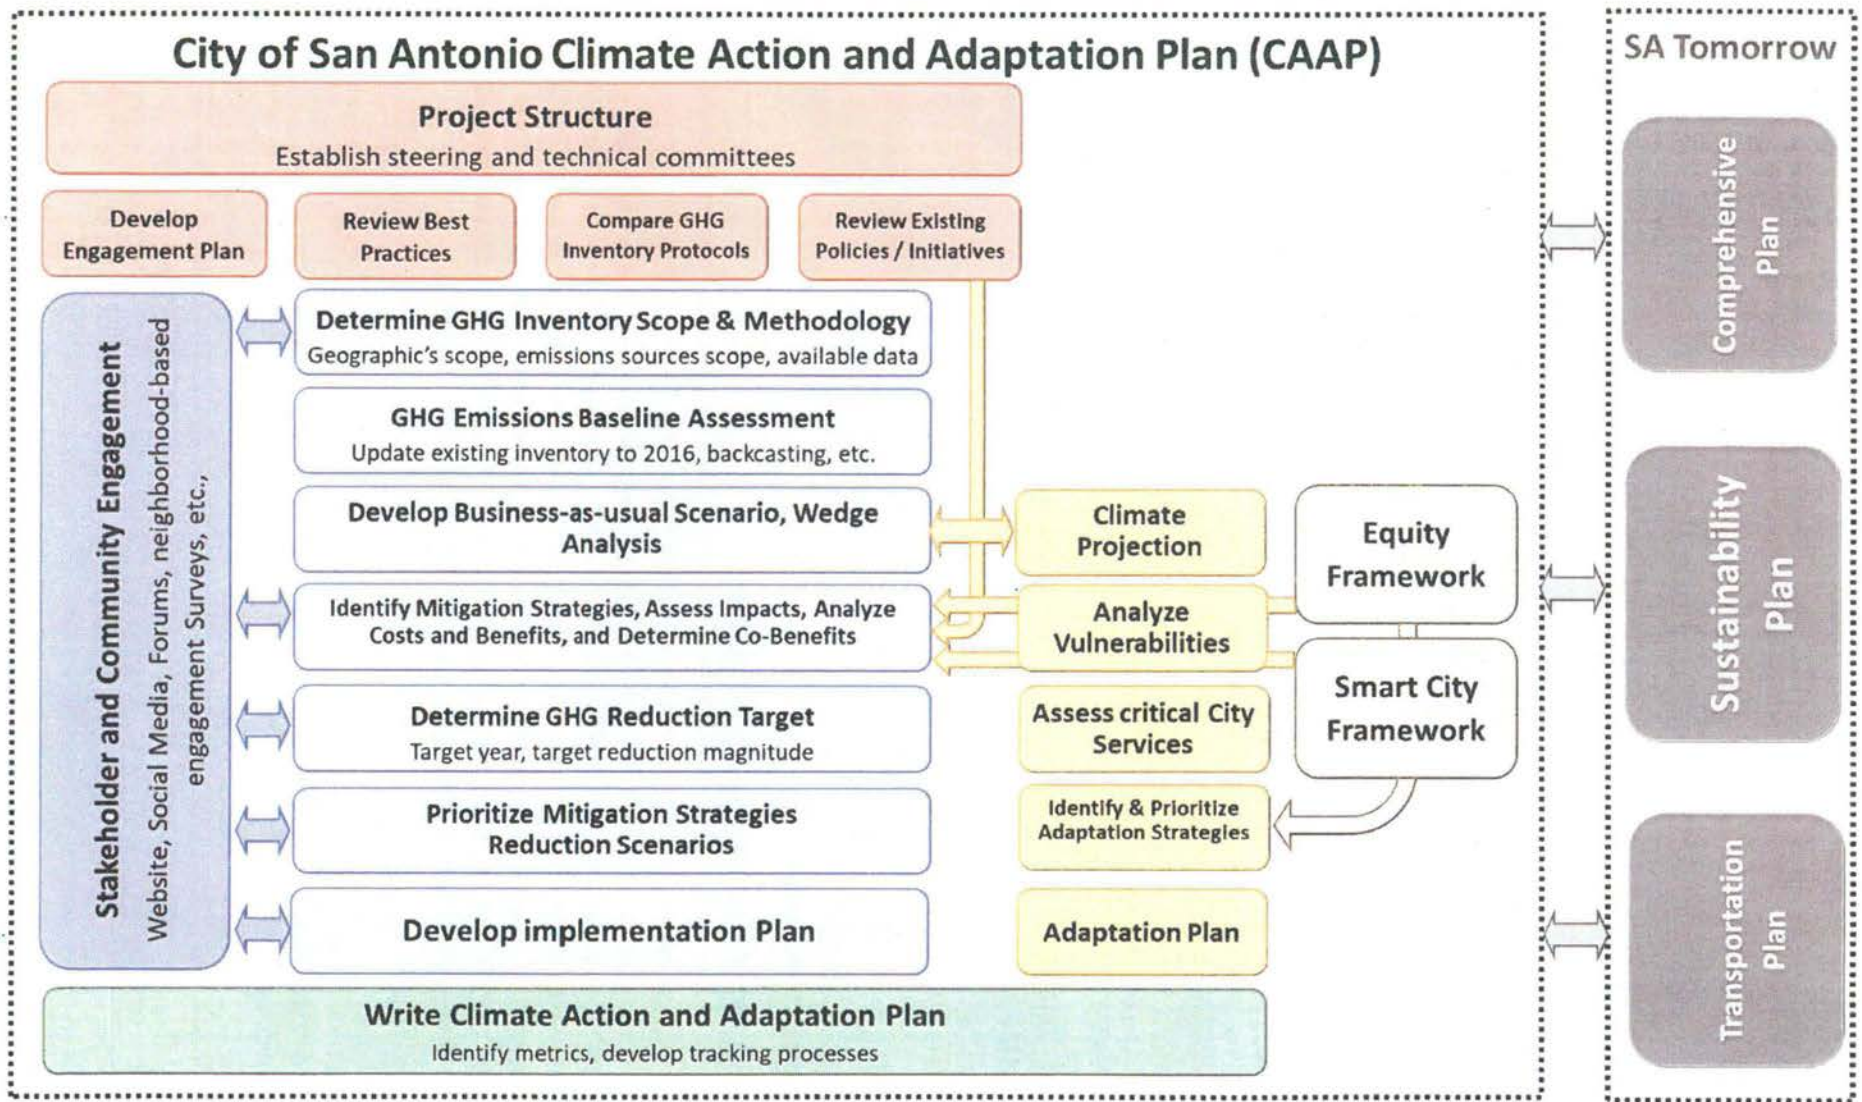 City of San Antonio Climate Action and Adaptation Plan (CAAP)
Project Structure
Establish steering and technical committees
Develop
Engagement Plan
Review Best
Practices
Compare GHG
Inventory Protocols
Review Existing
Policies / Initiatives
Stakeholder and Community Engagement
Website, Social Media, Forums, neighborhood-based
engagement Surveys, etc.,
Determine GHG Inventory Scope & Methodology
Geographic's scope, emissions sources scope, available data
GHG Emissions Baseline Assessment
Update existing inventory to 2016, backcasting, etc.
Develop Business-as-usual Scenario, Wedge
Analysis
Identify Mitigation Strategies, Assess Impacts, Analyze
Costs and Benefits, and Determine Co-Benefits
Determine GHG Reduction Target
Target year, target reduction magnitude
Prioritize Mitigation Strategies
Reduction Scenarios
Develop implementation Plan
Climate
Projection
Analyze
Vulnerabilities
Assess critical City
Services
Identify & Prioritize
Adaptation Strategies
Adaptation Plan
Equity
Framework
Smart City
Framework
Write Climate Action and Adaptation Plan
Identify metrics, develop tracking processes
SA Tomorrow
Comprehensive
Plan
Sustainability
Plan
Transportation
Plan